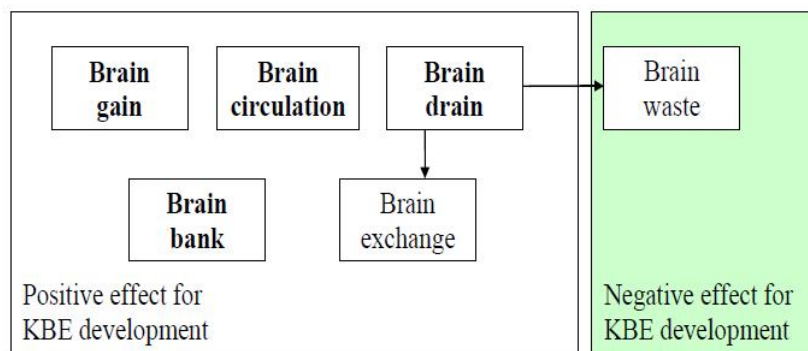 Brain
gain
Brain
circulation
Brain
drain
Brain
waste
Brain
bank
Brain
exchange
Positive effect for
KBE development
Negative effect for
KBE development